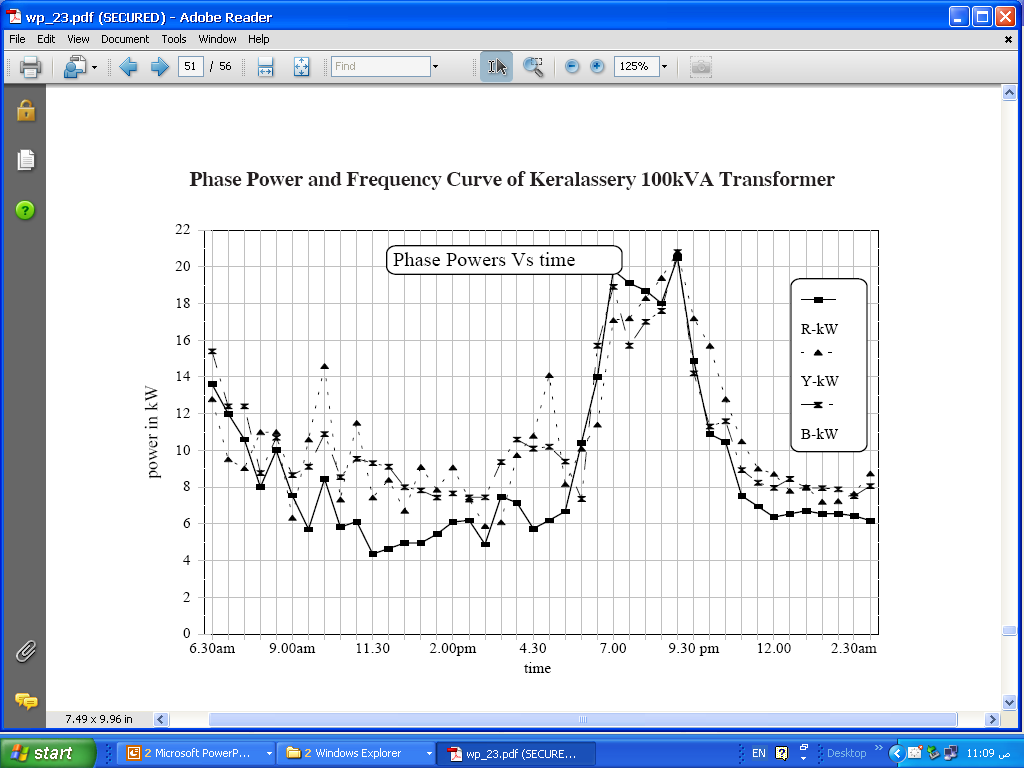 wp_23.pdf (SECURED) - Adobe Reader
File Edit View Document Tools Window Help
51 / 56 Find 125%
Phase Power and Frequency Curve of Keralassery 100kVA Transformer
Phase Powers Vs time
power in kW
22
20
18
16
14
12
10
8
6
4
2
0
R-kW
Y-kW
B-kW
6.30am 9.00am 11.30 2.00pm 4.30 7.00 9.30 pm 12.00 2.30am
time
7.49 x 9.96 in
start 2 Microsoft PowerP... 2 Windows Explorer wp_23.pdf (SECURE... EN Desktop 11:09 ص